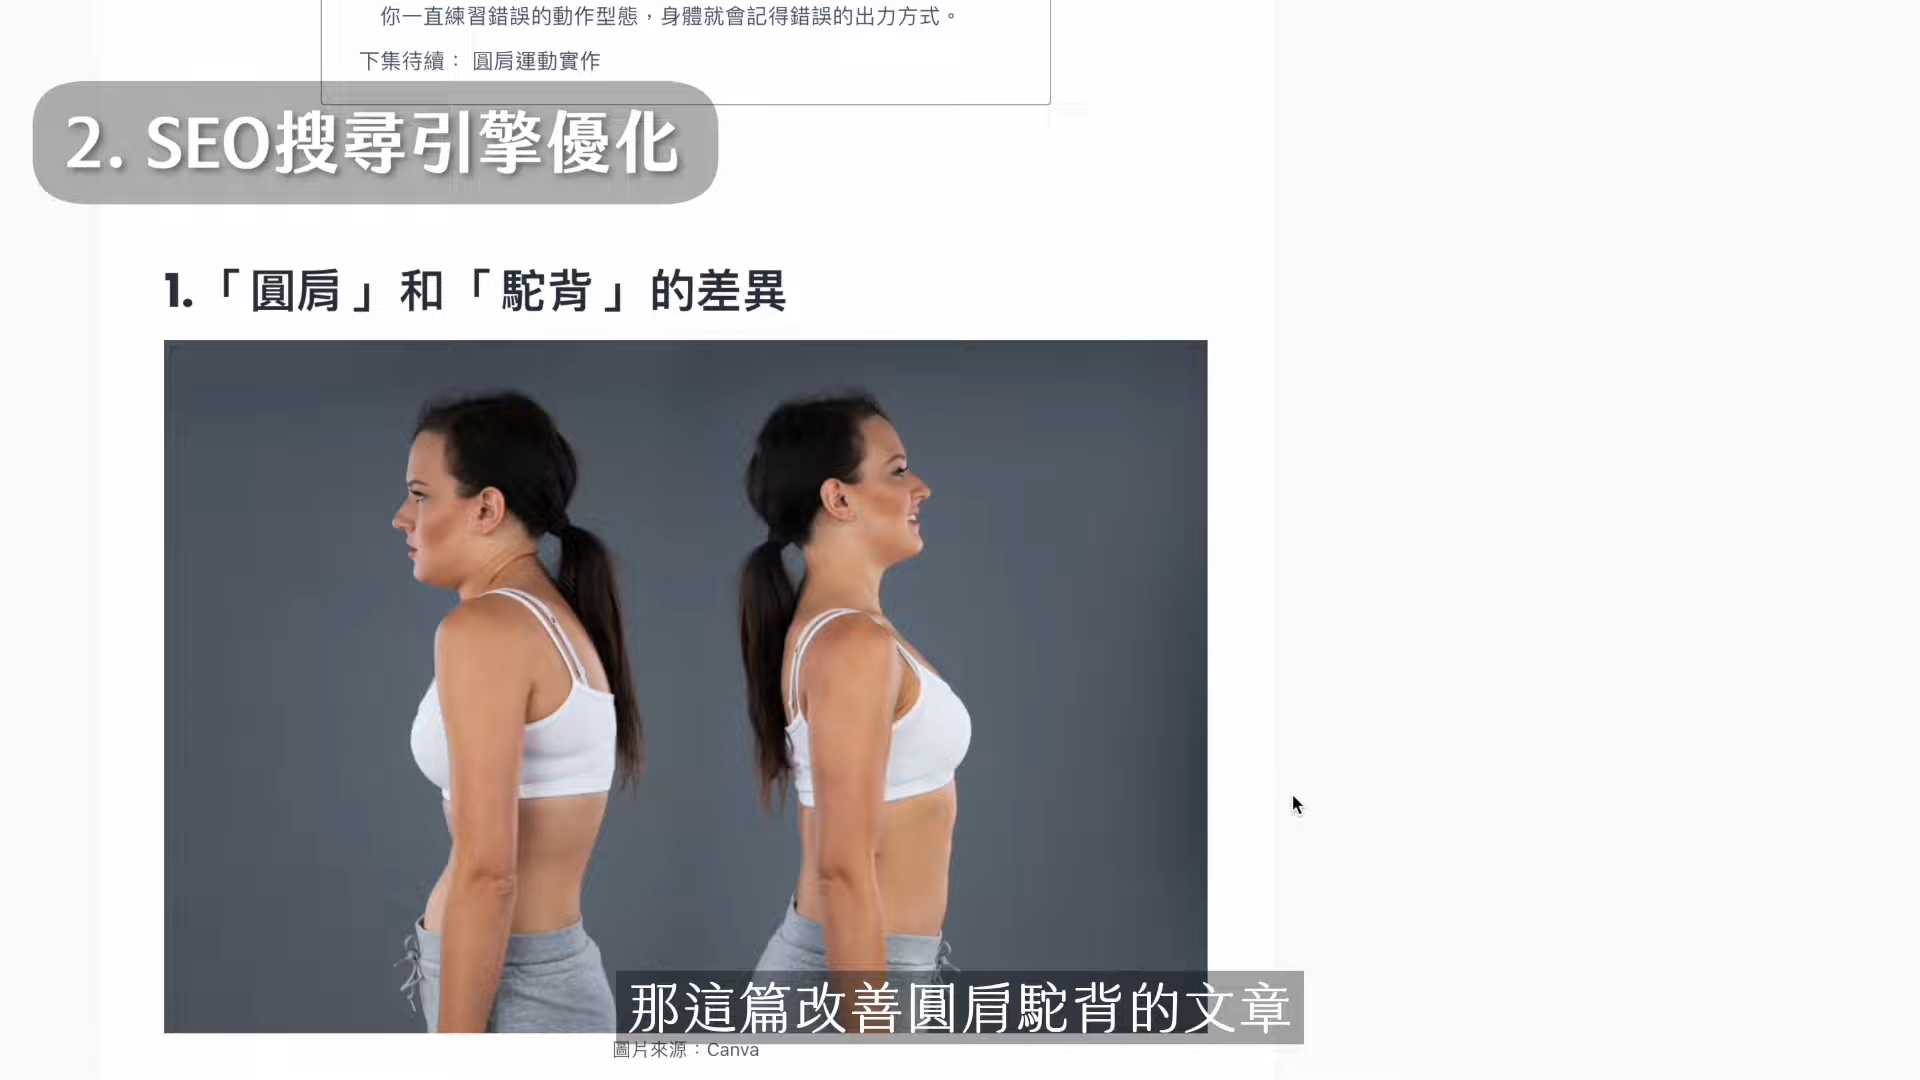 你一直練習錯誤的動作型態，身體就會記得錯誤的出力方式。
下集待續： 圓肩運動實作
2. SEO搜尋引擎優化
1.「圓肩」和「駝背」的差異
那這篇改善圓肩駝背的文章
圖片來源：Canva